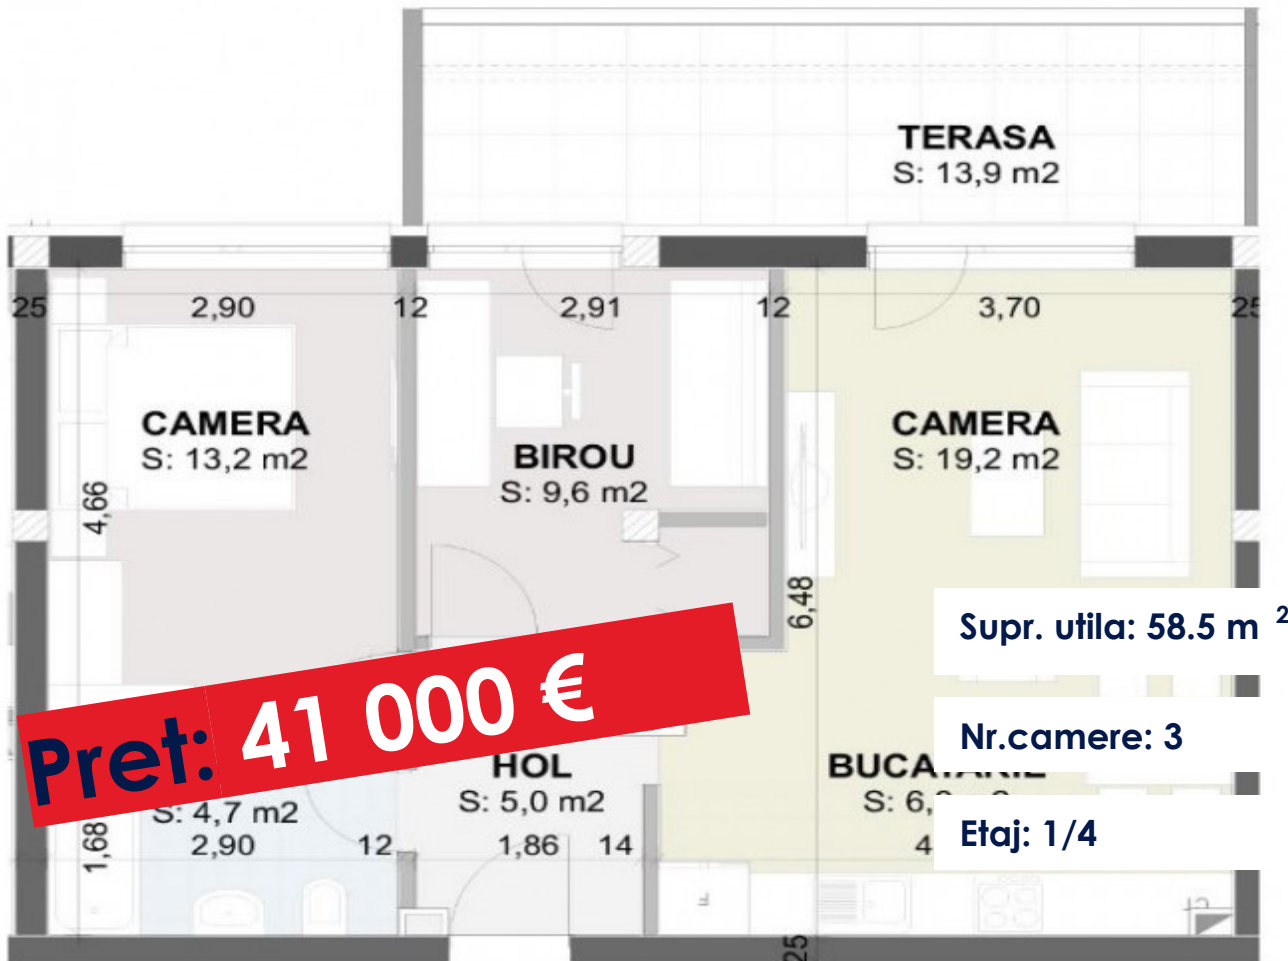 TERASA
S: 13,9 m2
25
2,90
12
2,91
12
3,70
25
CAMERA
S: 13,2 m2
BIROU
S: 9,6 m2
CAMERA
S: 19,2 m2
4,66
6,48
Supr. utila: 58.5 m 2
Pret: 41 000 €
Nr.camere: 3
HOL
S: 5,0 m2
S: 4,7 m2
S: 6,
Etaj: 1/4
1,68
2,90
12
1,86
14
4
25